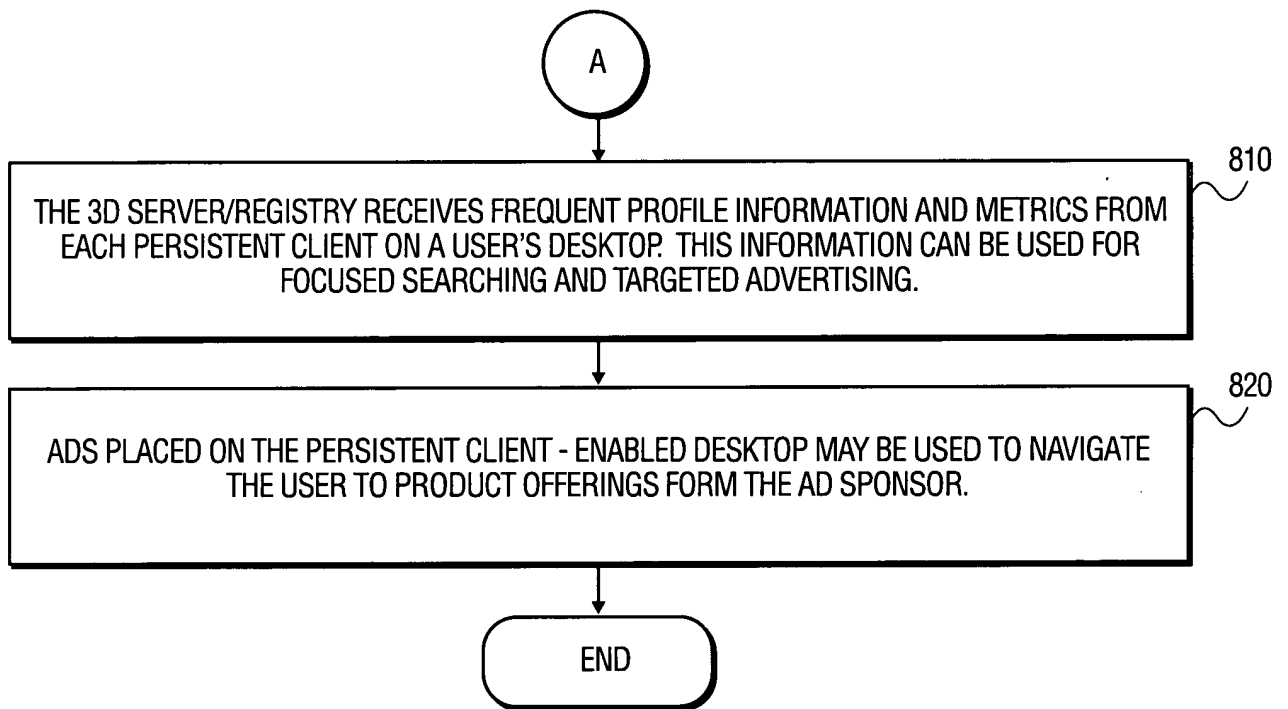 A
810
THE 3D SERVER/REGISTRY RECEIVES FREQUENT PROFILE INFORMATION AND METRICS FROM
EACH PERSISTENT CLIENT ON A USER'S DESKTOP. THIS INFORMATION CAN BE USED FOR
FOCUSED SEARCHING AND TARGETED ADVERTISING.
820
ADS PLACED ON THE PERSISTENT CLIENT - ENABLED DESKTOP MAY BE USED TO NAVIGATE
THE USER TO PRODUCT OFFERINGS FORM THE AD SPONSOR.
END